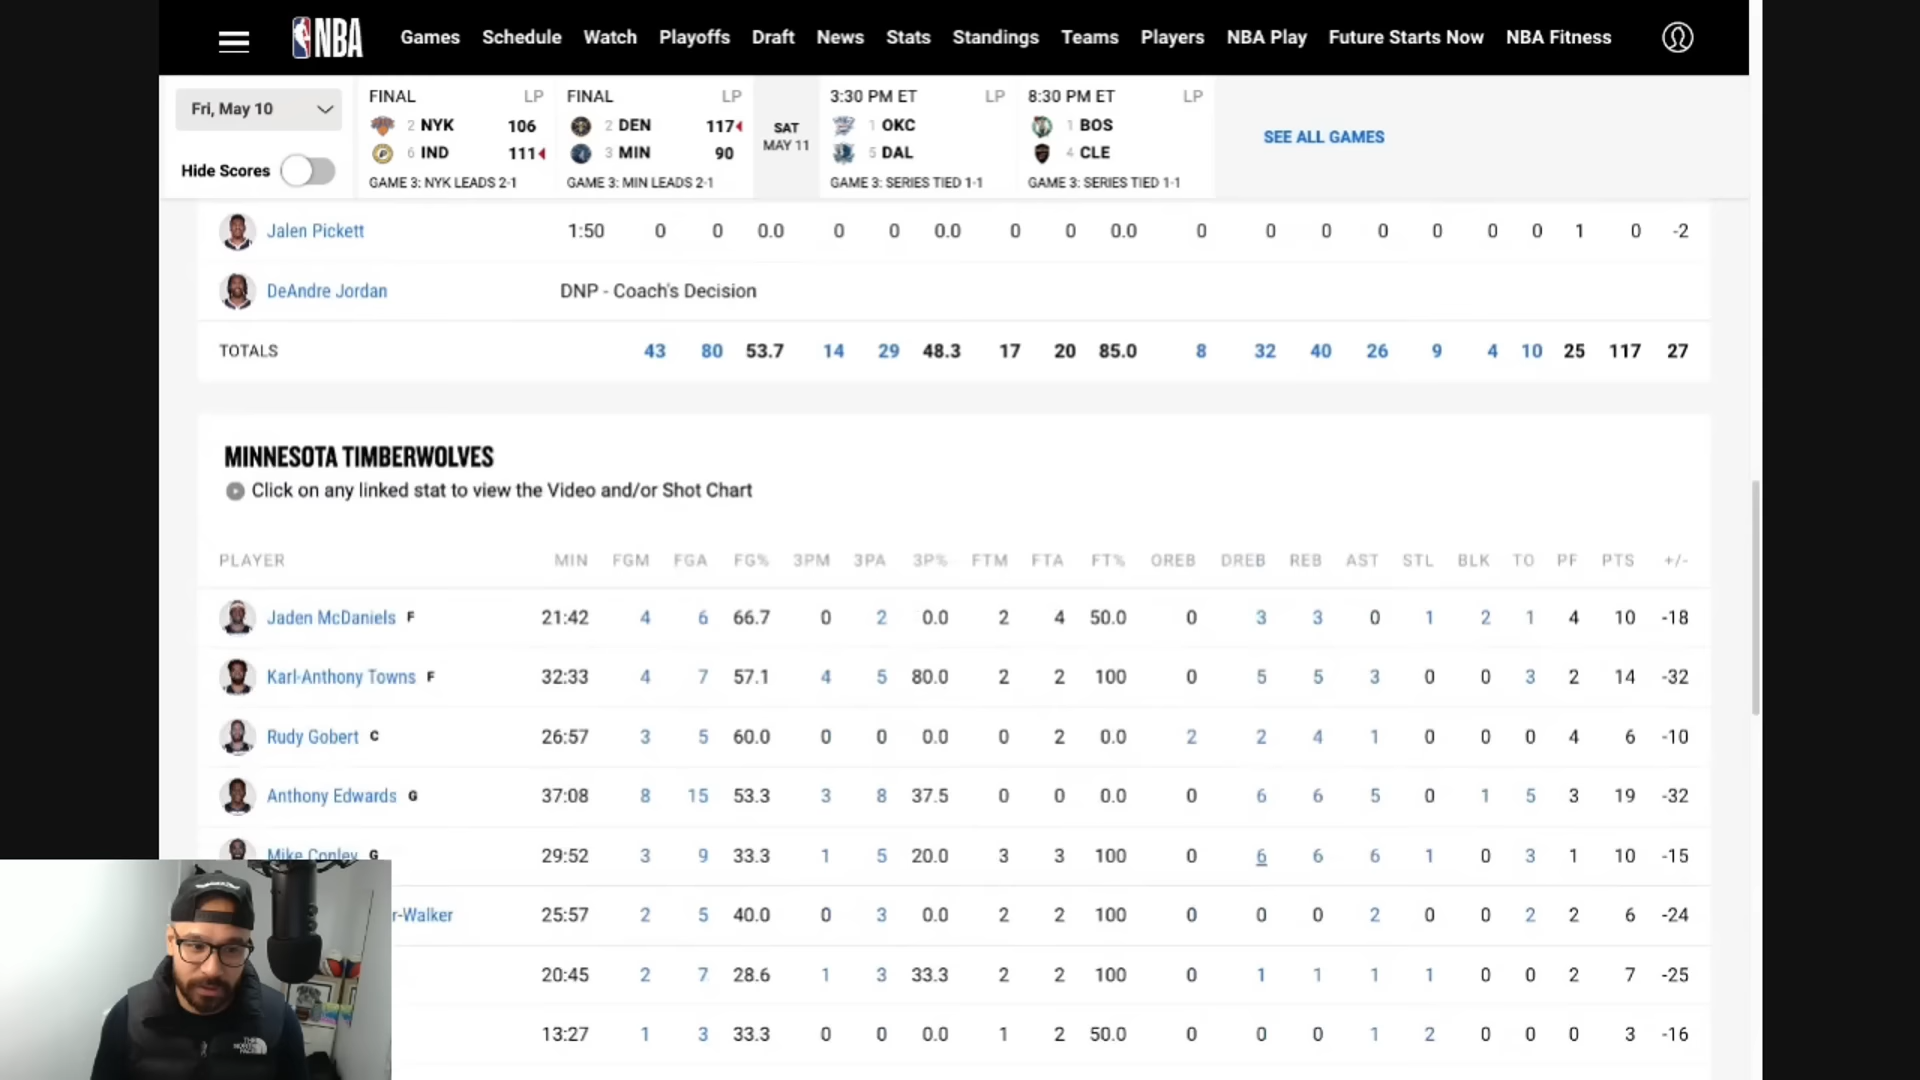 NBA Games Schedule Watch Playoffs Draft News Stats Standings Teams Players NBA Play Future Starts Now NBA Fitness
Fri, May 10
Hide Scores
FINAL LP
2 NYK 106
6 IND 111
GAME 3: NYK LEADS 2-1
FINAL LP
2 DEN 117
3 MIN 90
GAME 3: MIN LEADS 2-1
SAT
MAY 11
3:30 PM ET LP
1 OKC
5 DAL
GAME 3: SERIES TIED 1-1
8:30 PM ET LP
1 BOS
4 CLE
GAME 3: SERIES TIED 1-1
SEE ALL GAMES
Jalen Pickett 1:50 0 0 0.0 0 0 0.0 0 0 0.0 0 0 0 0 0 0 0 1 0 -2
DeAndre Jordan DNP - Coach's Decision
TOTALS 43 80 53.7 14 29 48.3 17 20 85.0 8 32 40 26 9 4 10 25 117 27
MINNESOTA TIMBERWOLVES
Click on any linked stat to view the Video and/or Shot Chart
PLAYER MIN FGM FGA FG% 3PM 3PA 3P% FTM FTA FT% OREB DREB REB AST STL BLK TO PF PTS +/-
Jaden McDaniels F 21:42 4 6 66.7 0 2 0.0 2 4 50.0 0 3 3 0 1 2 1 4 10 -18
Karl-Anthony Towns F 32:33 4 7 57.1 4 5 80.0 2 2 100 0 5 5 3 0 0 3 2 14 -32
Rudy Gobert C 26:57 3 5 60.0 0 0 0.0 0 2 0.0 2 2 4 1 0 0 0 4 6 -10
Anthony Edwards G 37:08 8 15 53.3 3 8 37.5 0 0 0.0 0 6 6 5 0 1 5 3 19 -32
Mike Conley G 29:52 3 9 33.3 1 5 20.0 3 3 100 0 6 6 6 1 0 3 1 10 -15
r-Walker 25:57 2 5 40.0 0 3 0.0 2 2 100 0 0 0 2 0 0 2 2 6 -24
20:45 2 7 28.6 1 3 33.3 2 2 100 0 1 1 1 1 0 0 2 7 -25
13:27 1 3 33.3 0 0 0.0 1 2 50.0 0 0 0 1 2 0 0 0 3 -16
THE
NORTH
FACE